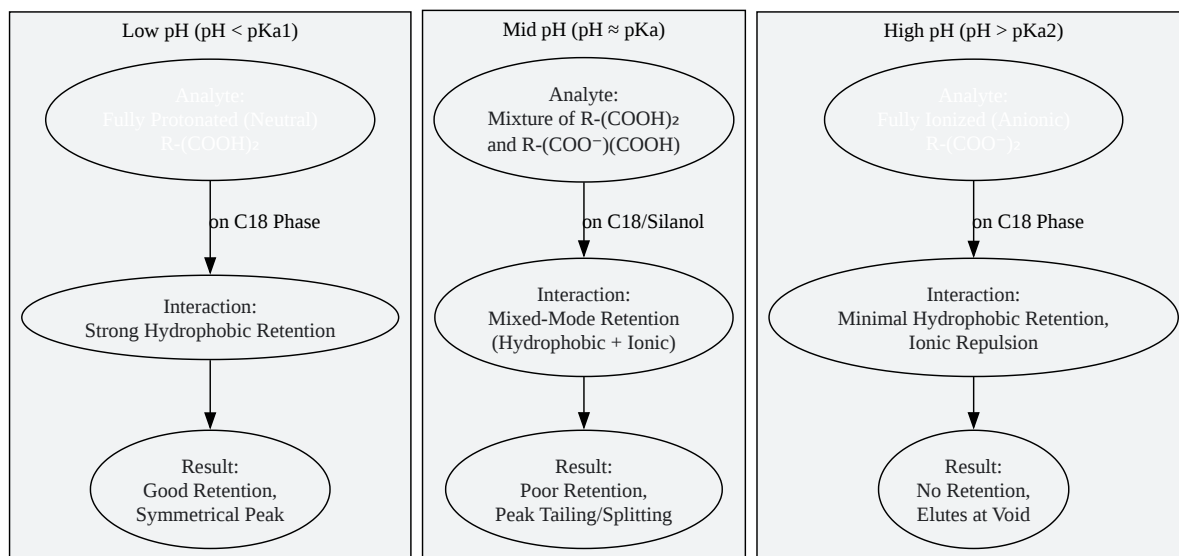 Low pH (pH < pKa1)
Analyte:
Fully Protonated (Neutral)
R-(COOH)₂
on C18 Phase
Interaction:
Strong Hydrophobic Retention
Result:
Good Retention,
Symmetrical Peak
Mid pH (pH ≈ pKa)
Analyte:
Mixture of R-(COOH)₂
and R-(COO⁻)(COOH)
on C18/Silanol
Interaction:
Mixed-Mode Retention
(Hydrophobic + Ionic)
Result:
Poor Retention,
Peak Tailing/Splitting
High pH (pH > pKa2)
Analyte:
Fully Ionized (Anionic)
R-(COO⁻)₂
on C18 Phase
Interaction:
Minimal Hydrophobic Retention,
Ionic Repulsion
Result:
No Retention,
Elutes at Void